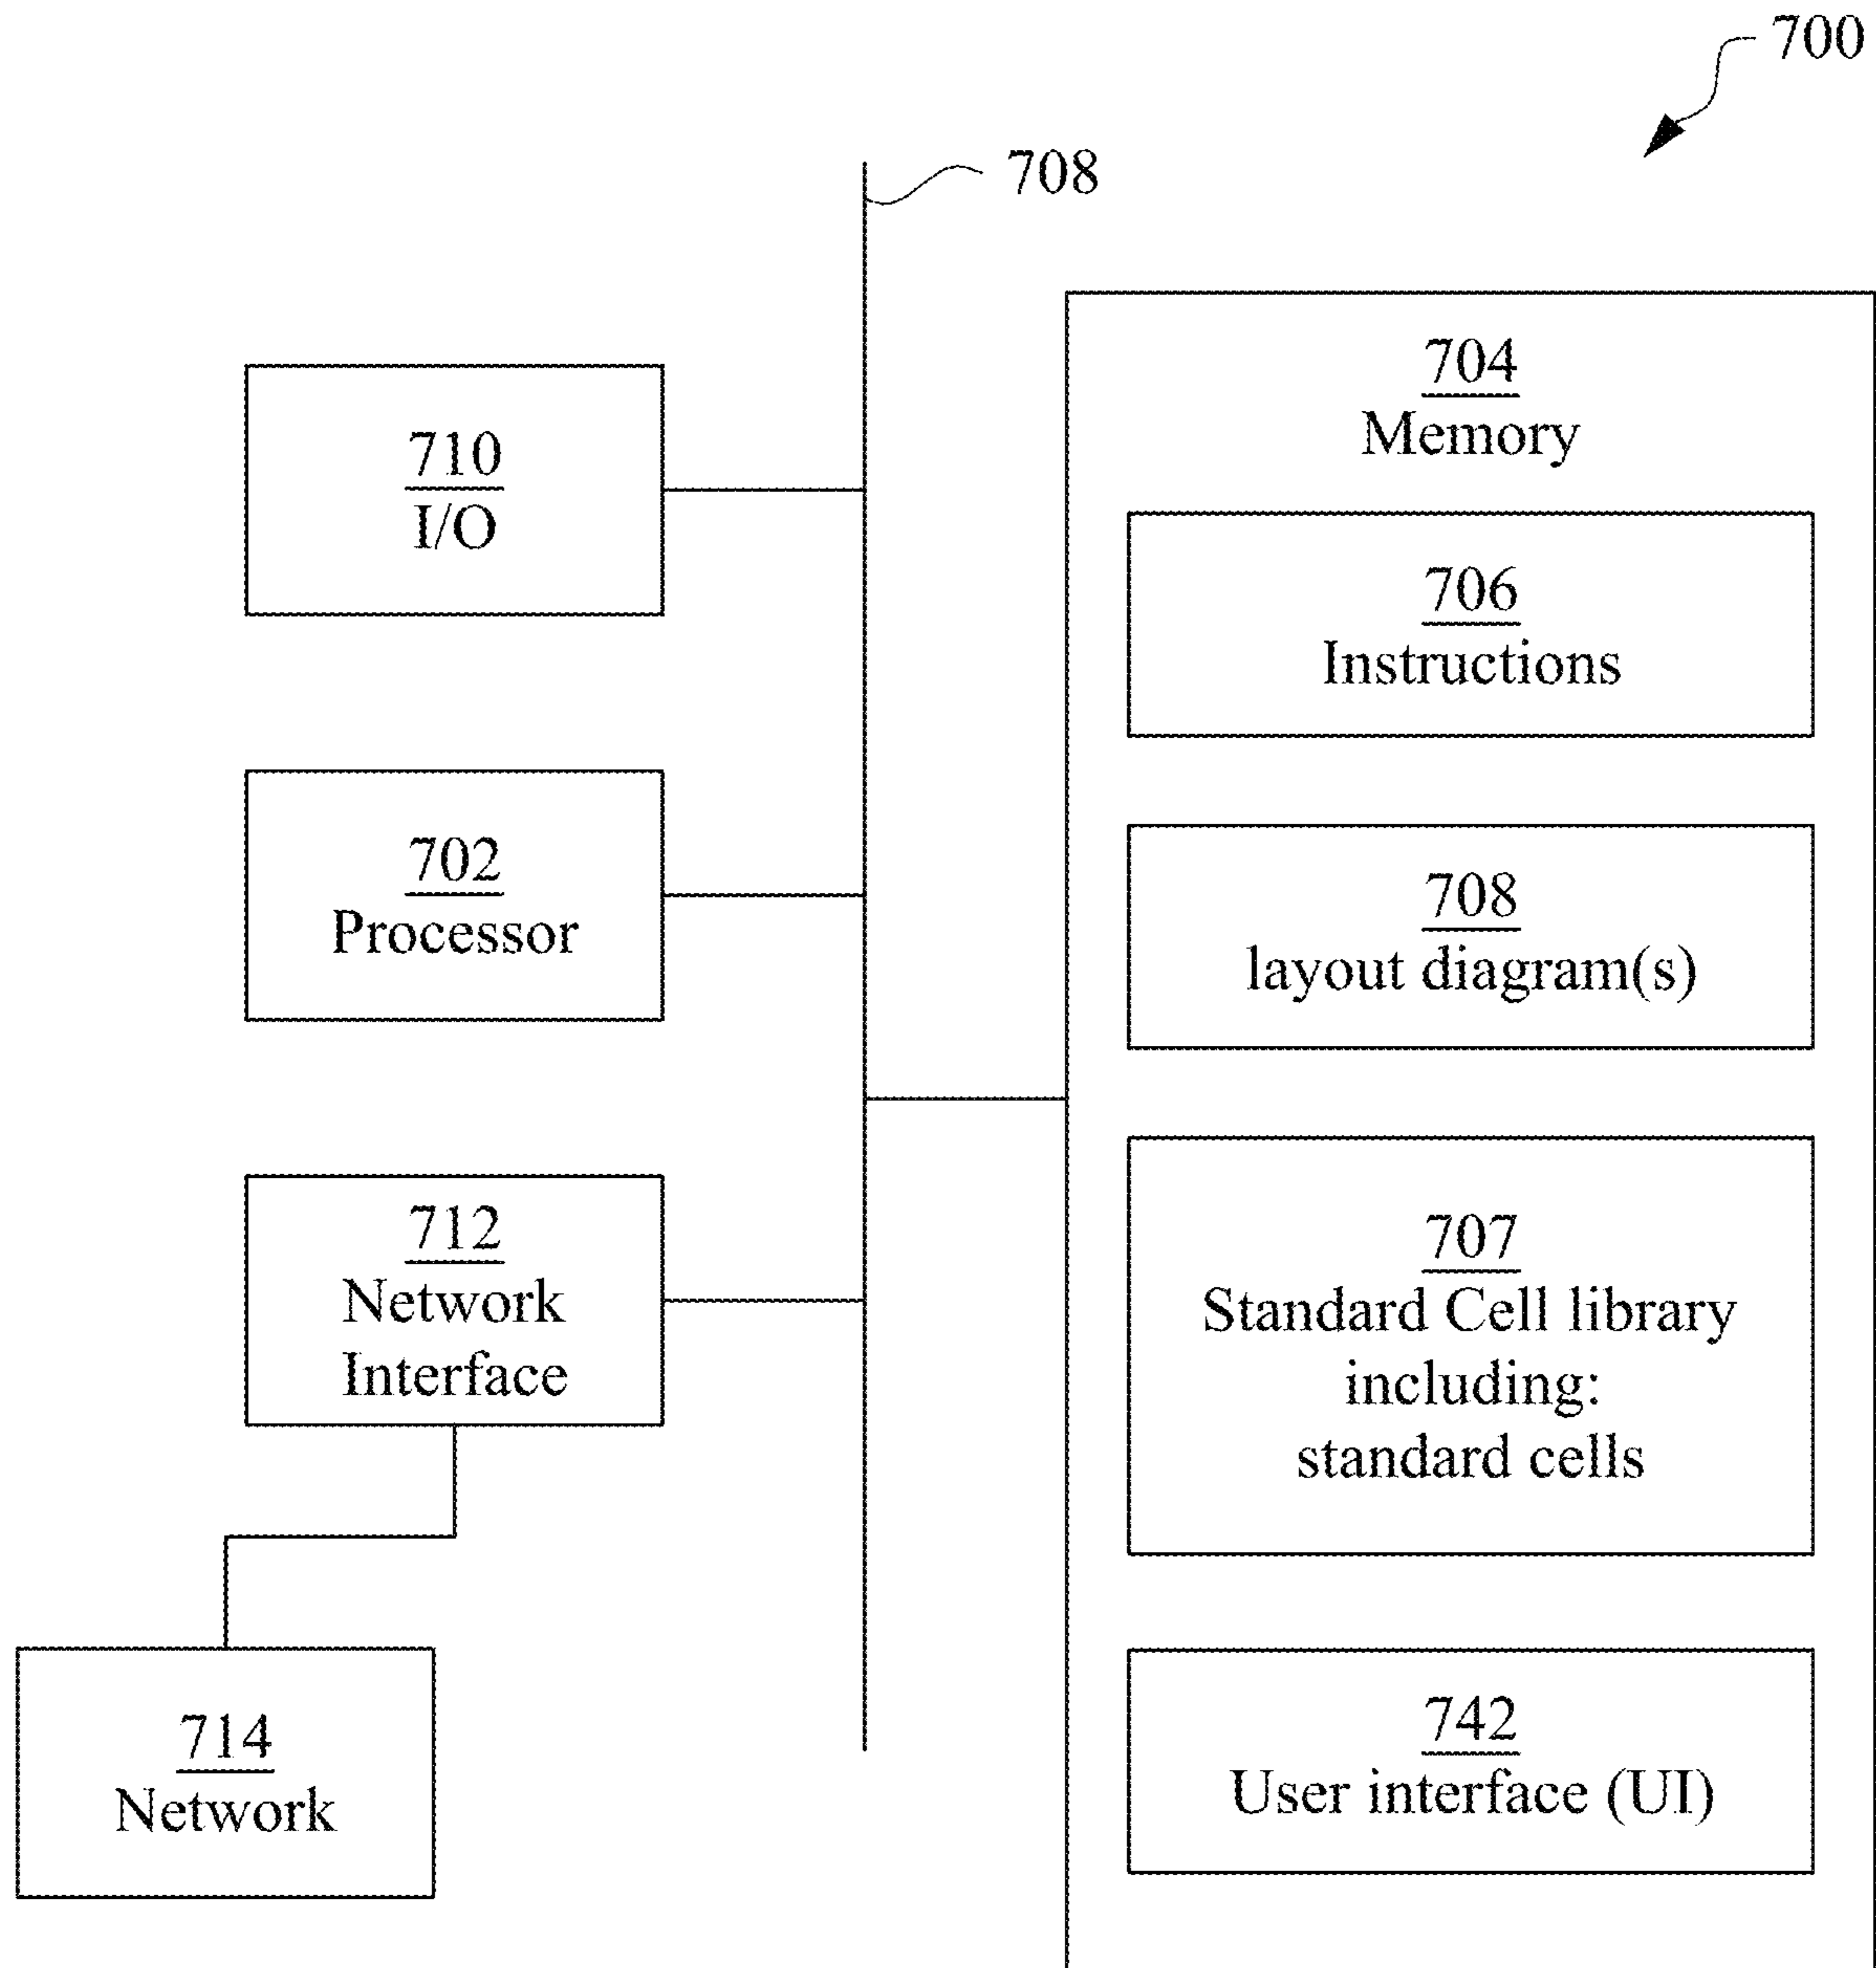 700
708
710
I/O
702
Processor
712
Network
Interface
714
Network
704
Memory
706
Instructions
708
layout diagram(s)
707
Standard Cell library
including:
standard cells
742
User interface (UI)